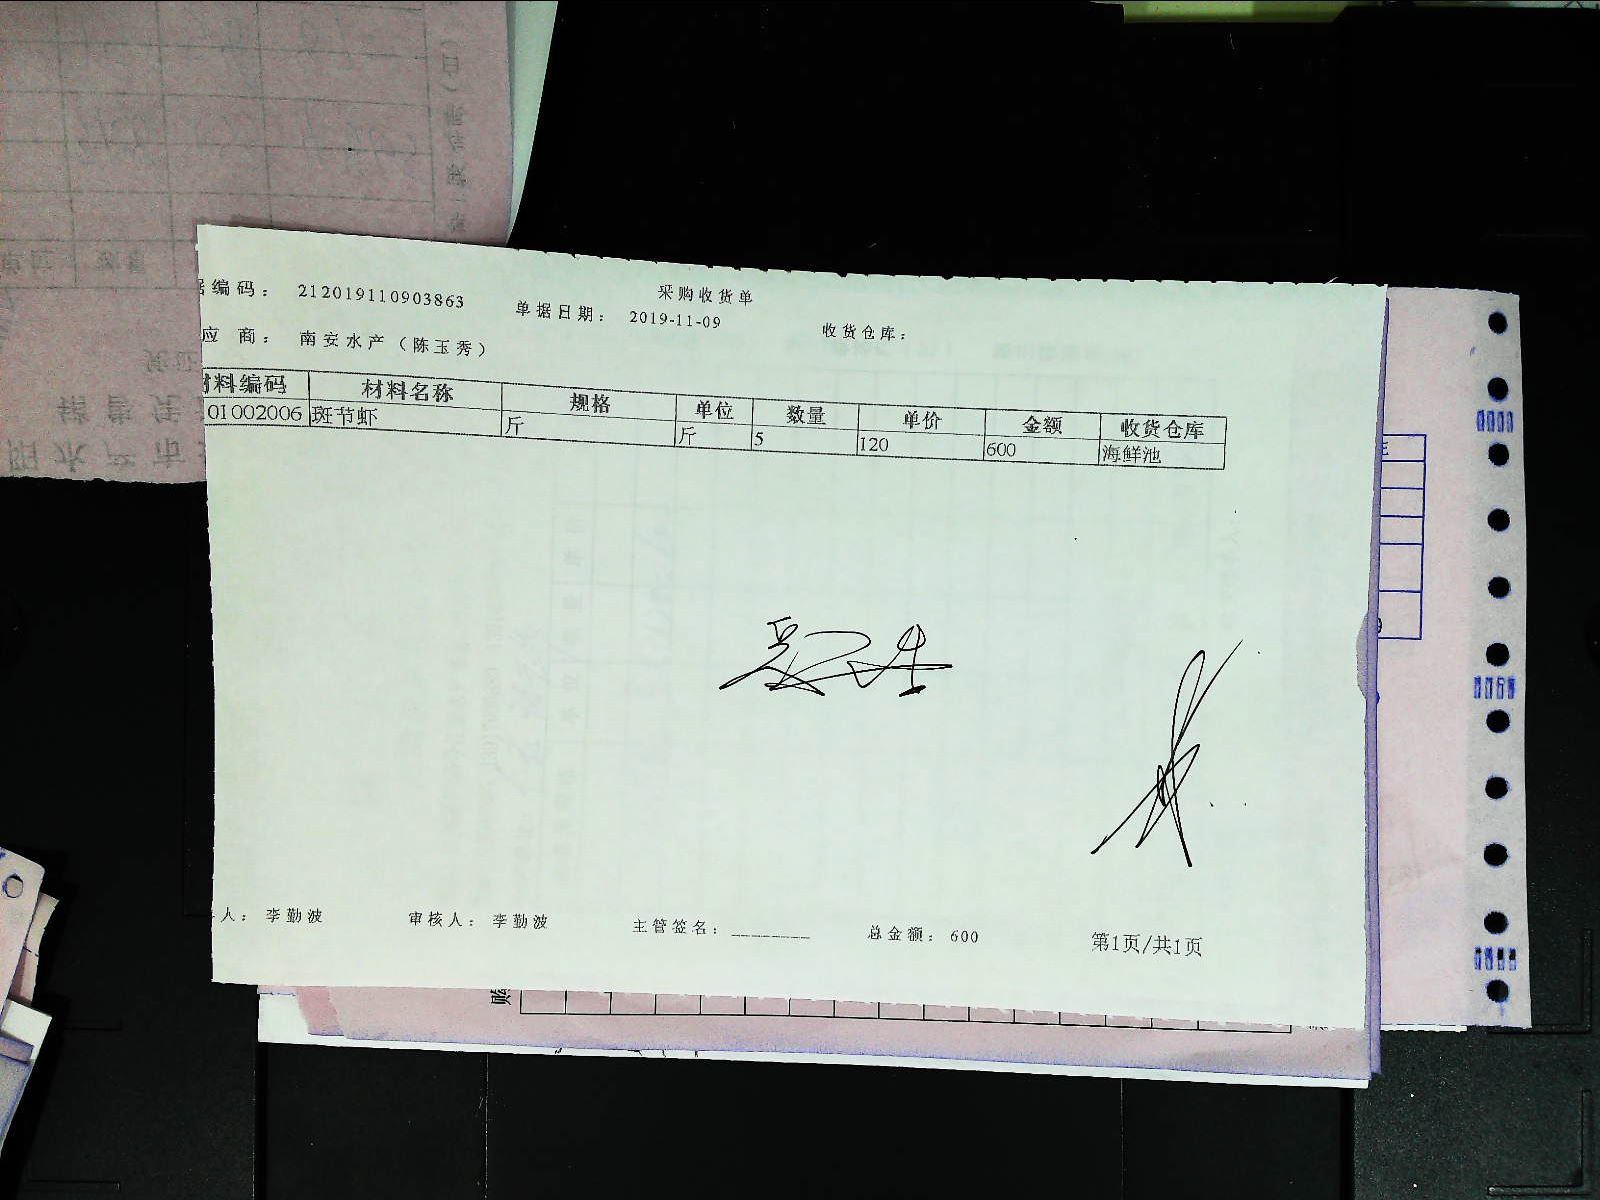 采购收货单
据编码： 212019110903863 单据日期： 2019-11-09 收货仓库：
应 商： 南安水产（陈玉秀）
材料编码 材料名称 规格 单位 数量 单价 金额 收货仓库
01002006 斑节虾 斤 斤 5 120 600 海鲜池
人： 李勤波 审核人： 李勤波 主管签名： ________ 总金额： 600 第1页/共1页